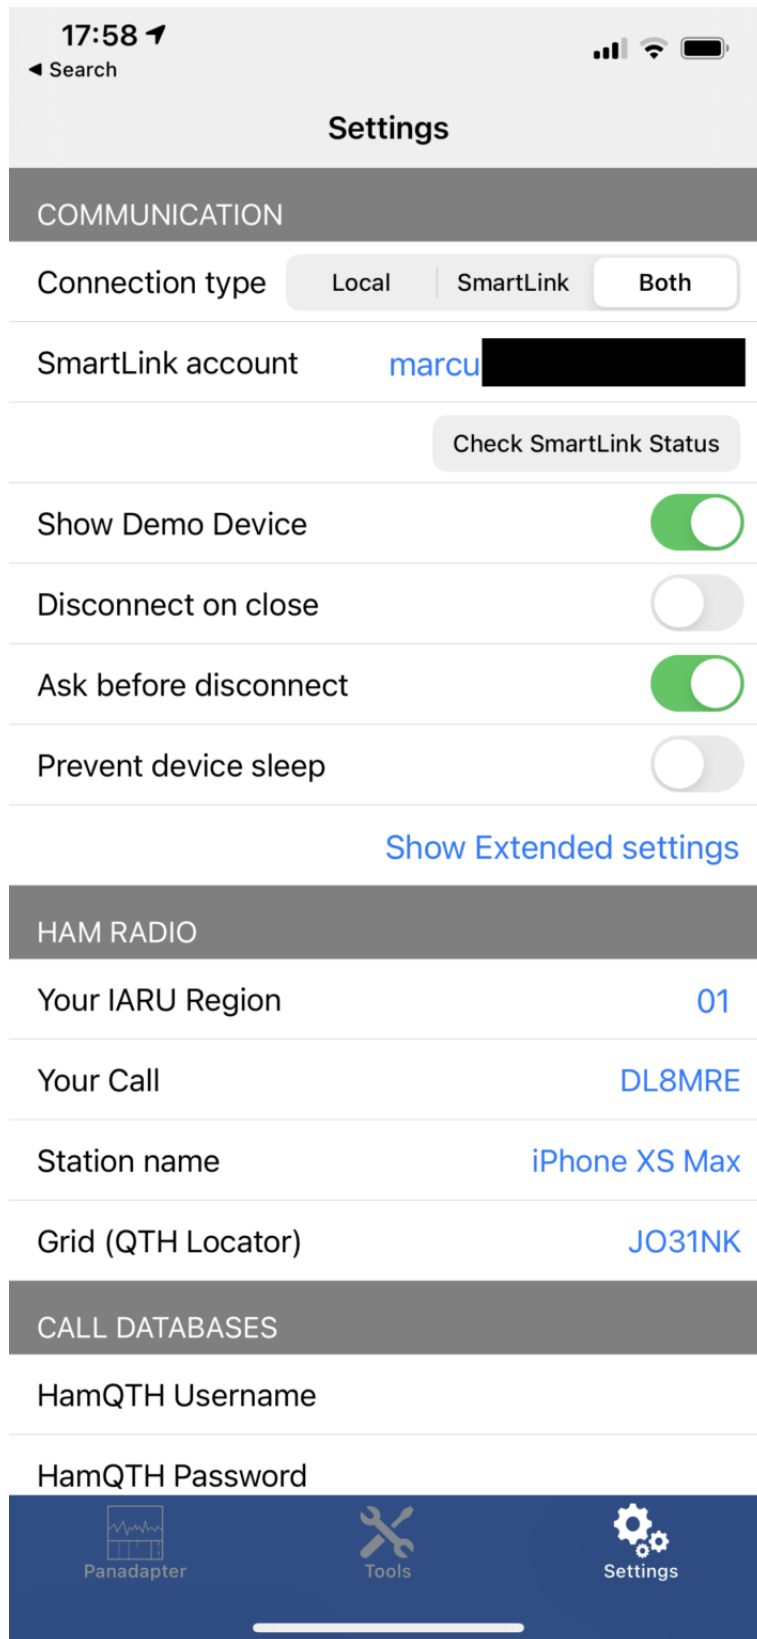 17:58
Search
Settings
COMMUNICATION
Connection type Local SmartLink Both
SmartLink account marcu
Check SmartLink Status
Show Demo Device
Disconnect on close
Ask before disconnect
Prevent device sleep
Show Extended settings
HAM RADIO
Your IARU Region 01
Your Call DL8MRE
Station name iPhone XS Max
Grid (QTH Locator) JO31NK
CALL DATABASES
HamQTH Username
HamQTH Password
Panadapter Tools Settings